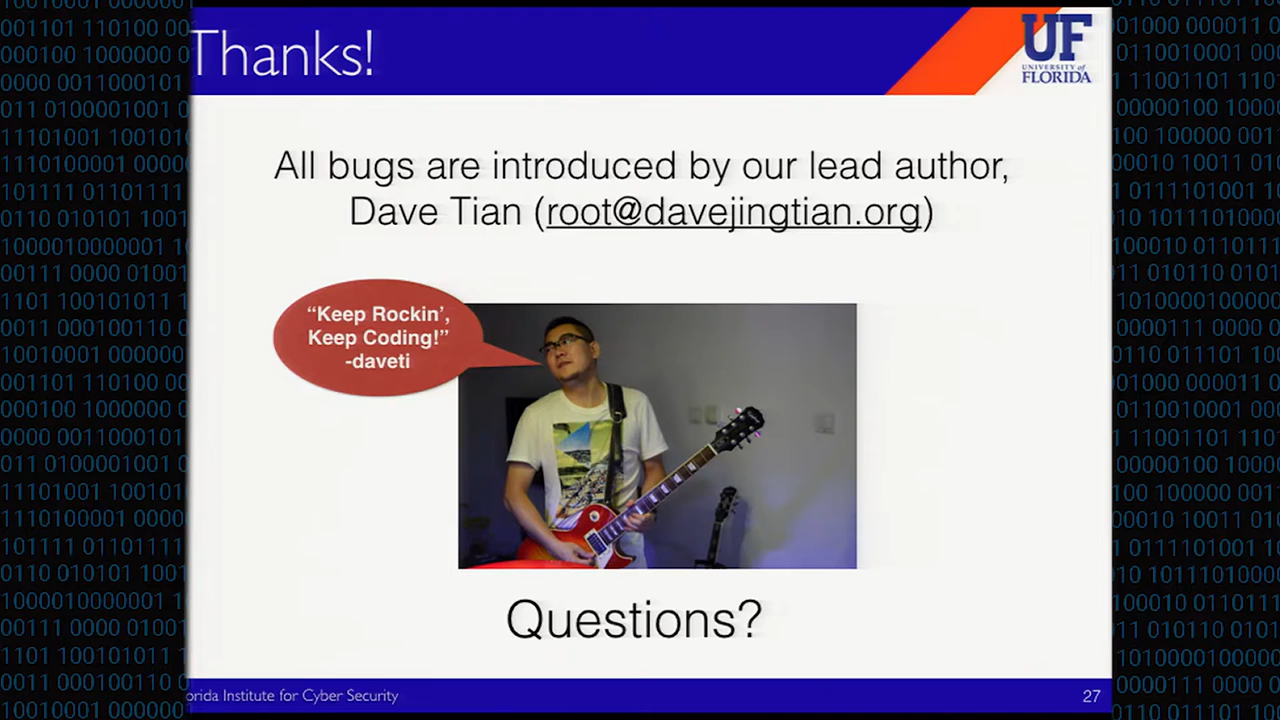 Thanks!
UF
UNIVERSITY of
FLORIDA
All bugs are introduced by our lead author,
Dave Tian (root@davejingtian.org)
“Keep Rockin’,
Keep Coding!”
-daveti
Questions?
orida Institute for Cyber Security
27